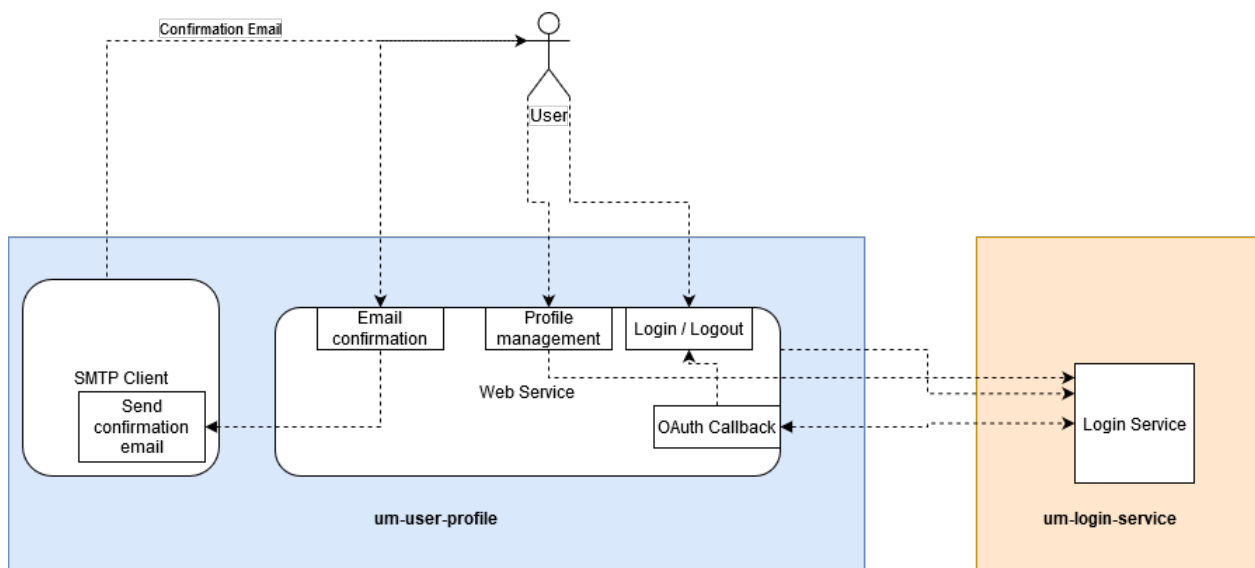 Confirmation Email
User
Email
confirmation
Profile
management
Login / Logout
SMTP Client
Send
confirmation
email
Web Service
OAuth Callback
Login Service
um-user-profile
um-login-service